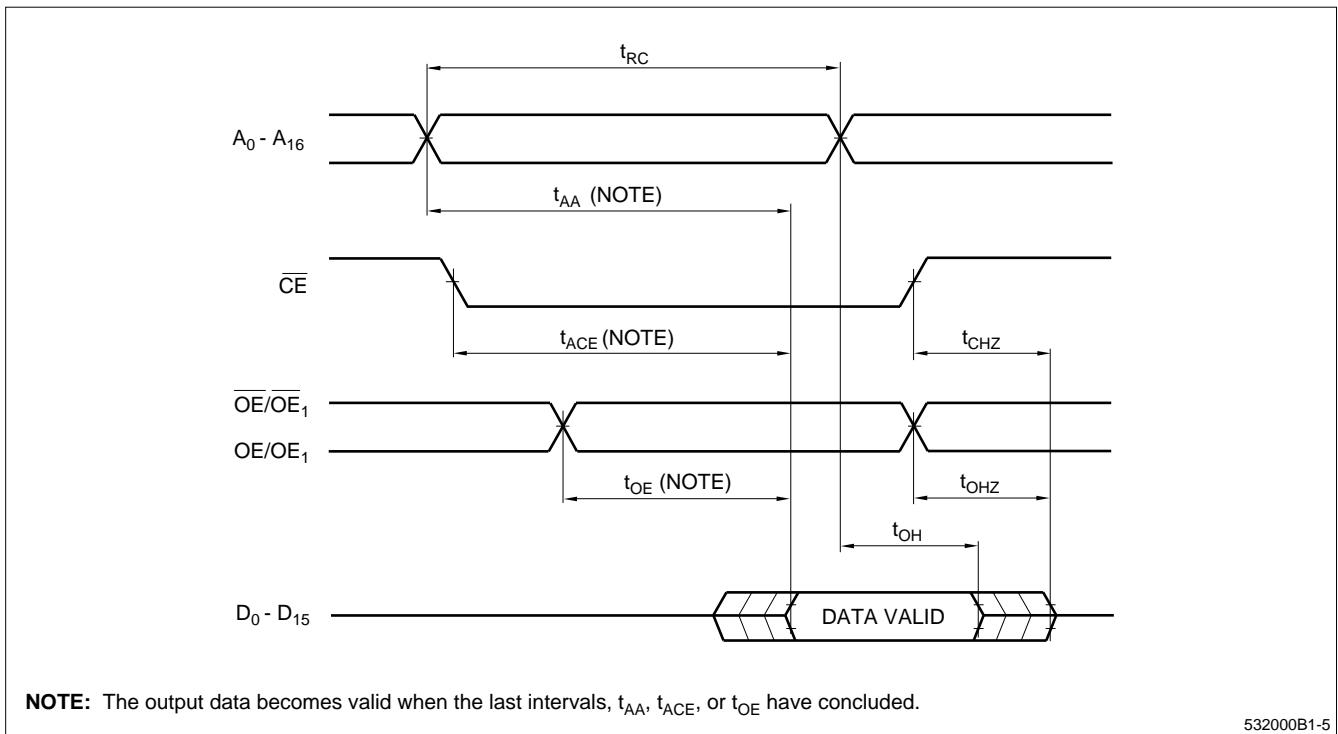 tRC
A0 - A16
tAA (NOTE)
CE
tACE (NOTE)
tCHZ
OE/OE1
OE/OE1
tOE (NOTE)
tOHZ
tOH
D0 - D15
DATA VALID
NOTE: The output data becomes valid when the last intervals, tAA, tACE, or tOE have concluded.
532000B1-5